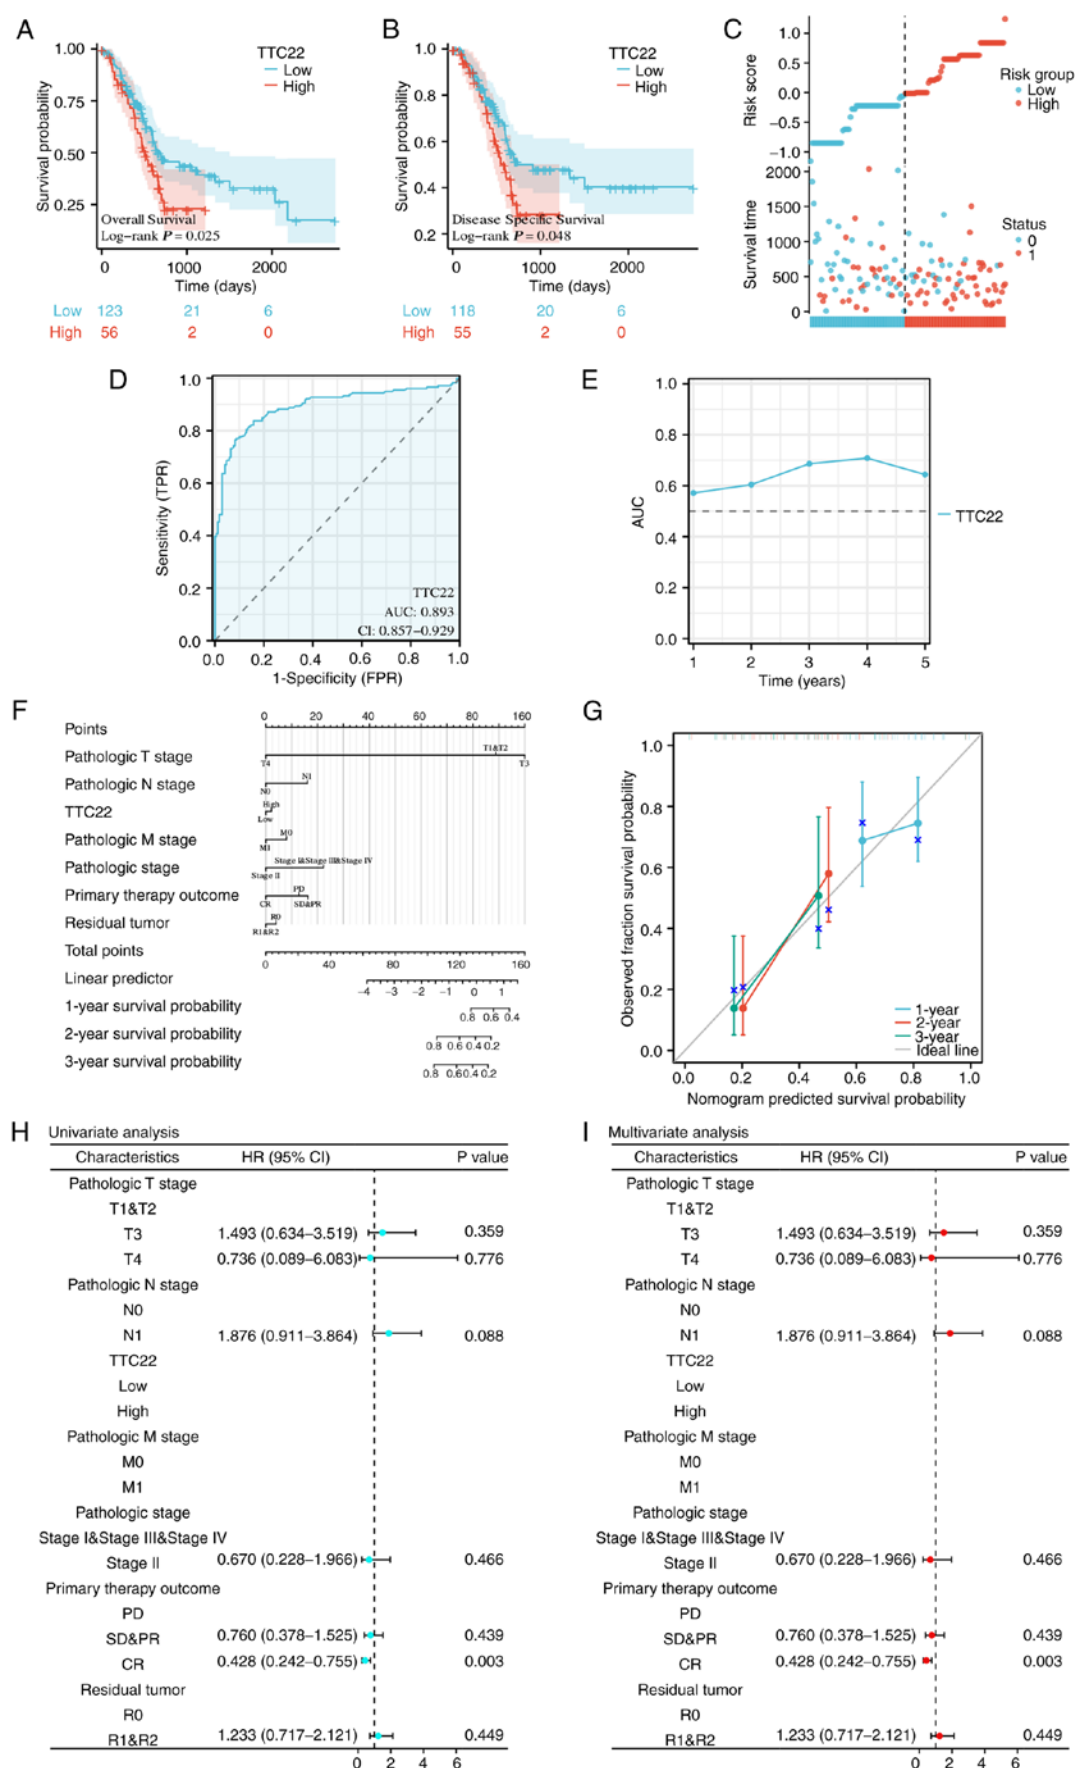 A
TTC22
Low
High
Survival probability
1.00
0.75
0.50
0.25
Overall Survival
Log-rank P = 0.025
0 1000 2000
Time (days)
Low 123 21 6
High 56 2 0
B
TTC22
Low
High
Survival probability
1.0
0.8
0.6
0.4
0.2
Disease Specific Survival
Log-rank P = 0.048
0 1000 2000
Time (days)
Low 118 20 6
High 55 2 0
C
Risk score
1.0
0.5
0.0
−0.5
−1.0
Risk group
Low
High
Survival time
2000
1500
1000
500
0
Status
0
1
D
Sensitivity (TPR)
1.0
0.8
0.6
0.4
0.2
0.0
TTC22
AUC: 0.893
CI: 0.857–0.929
0.0 0.2 0.4 0.6 0.8 1.0
1-Specificity (FPR)
E
AUC
1.0
0.8
0.6
0.4
0.2
0.0
TTC22
1 2 3 4 5
Time (years)
F
Points 0 20 40 60 80 160
Pathologic T stage T4 T1&T2 T3
Pathologic N stage N0 N1
TTC22 Low High
Pathologic M stage M1 M0
Pathologic stage Stage II Stage I&Stage III&Stage IV
Primary therapy outcome CR PD SD&PR
Residual tumor R1&R2 R0
Total points 0 40 80 120 160
Linear predictor −4 −3 −2 −1 0 1
1-year survival probability 0.8 0.6 0.4
2-year survival probability 0.8 0.6 0.4 0.2
3-year survival probability 0.8 0.6 0.4 0.2
G
Observed fraction survival probability
1.0
0.8
0.6
0.4
0.2
0.0
1-year
2-year
3-year
Ideal line
0.0 0.2 0.4 0.6 0.8 1.0
Nomogram predicted survival probability
H Univariate analysis
Characteristics HR (95% CI) P value
Pathologic T stage
T1&T2
T3 1.493 (0.634–3.519) 0.359
T4 0.736 (0.089–6.083) 0.776
Pathologic N stage
N0
N1 1.876 (0.911–3.864) 0.088
TTC22
Low
High
Pathologic M stage
M0
M1
Pathologic stage
Stage I&Stage III&Stage IV
Stage II 0.670 (0.228–1.966) 0.466
Primary therapy outcome
PD
SD&PR 0.760 (0.378–1.525) 0.439
CR 0.428 (0.242–0.755) 0.003
Residual tumor
R0
R1&R2 1.233 (0.717–2.121) 0.449
0 2 4 6
I Multivariate analysis
Characteristics HR (95% CI) P value
Pathologic T stage
T1&T2
T3 1.493 (0.634–3.519) 0.359
T4 0.736 (0.089–6.083) 0.776
Pathologic N stage
N0
N1 1.876 (0.911–3.864) 0.088
TTC22
Low
High
Pathologic M stage
M0
M1
Pathologic stage
Stage I&Stage III&Stage IV
Stage II 0.670 (0.228–1.966) 0.466
Primary therapy outcome
PD
SD&PR 0.760 (0.378–1.525) 0.439
CR 0.428 (0.242–0.755) 0.003
Residual tumor
R0
R1&R2 1.233 (0.717–2.121) 0.449
0 2 4 6